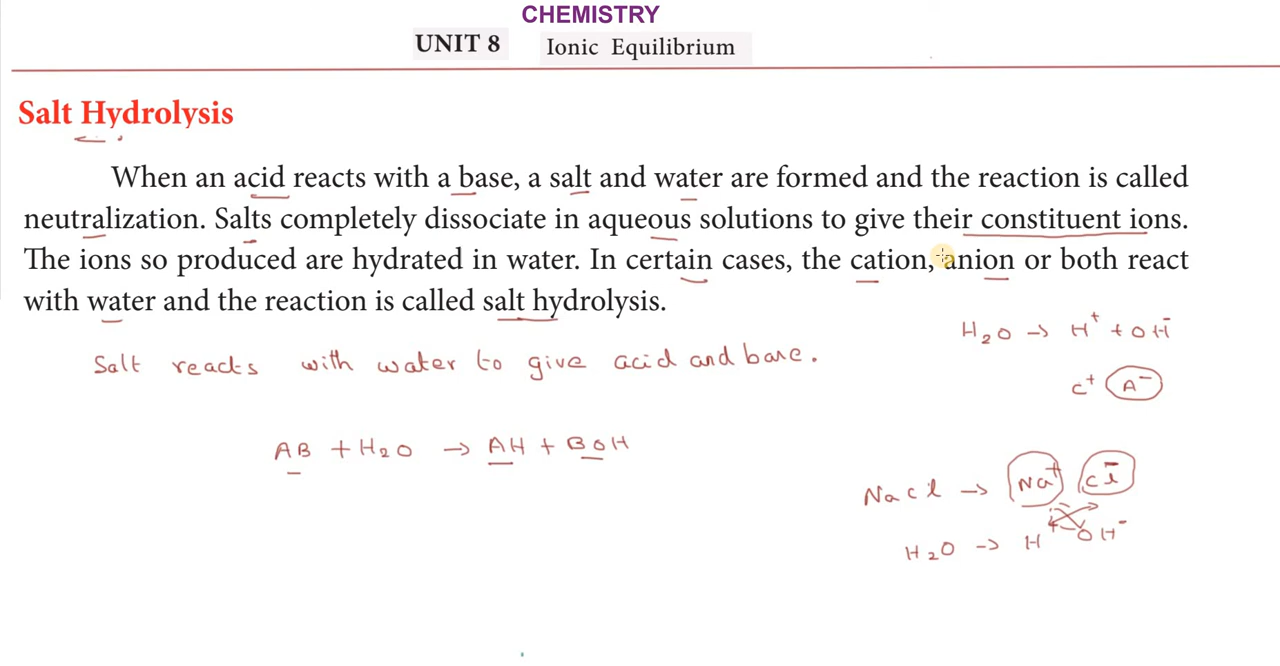 CHEMISTRY
UNIT 8 Ionic Equilibrium
Salt Hydrolysis
When an acid reacts with a base, a salt and water are formed and the reaction is called
neutralization. Salts completely dissociate in aqueous solutions to give their constituent ions.
The ions so produced are hydrated in water. In certain cases, the cation, anion or both react
with water and the reaction is called salt hydrolysis.
H₂O → H⁺ + OH⁻
Salt reacts with water to give acid and base.
C⁺ A⁻
AB + H₂O → AH + BOH
NaCl → Na⁺ Cl⁻
H₂O → H⁺ OH⁻